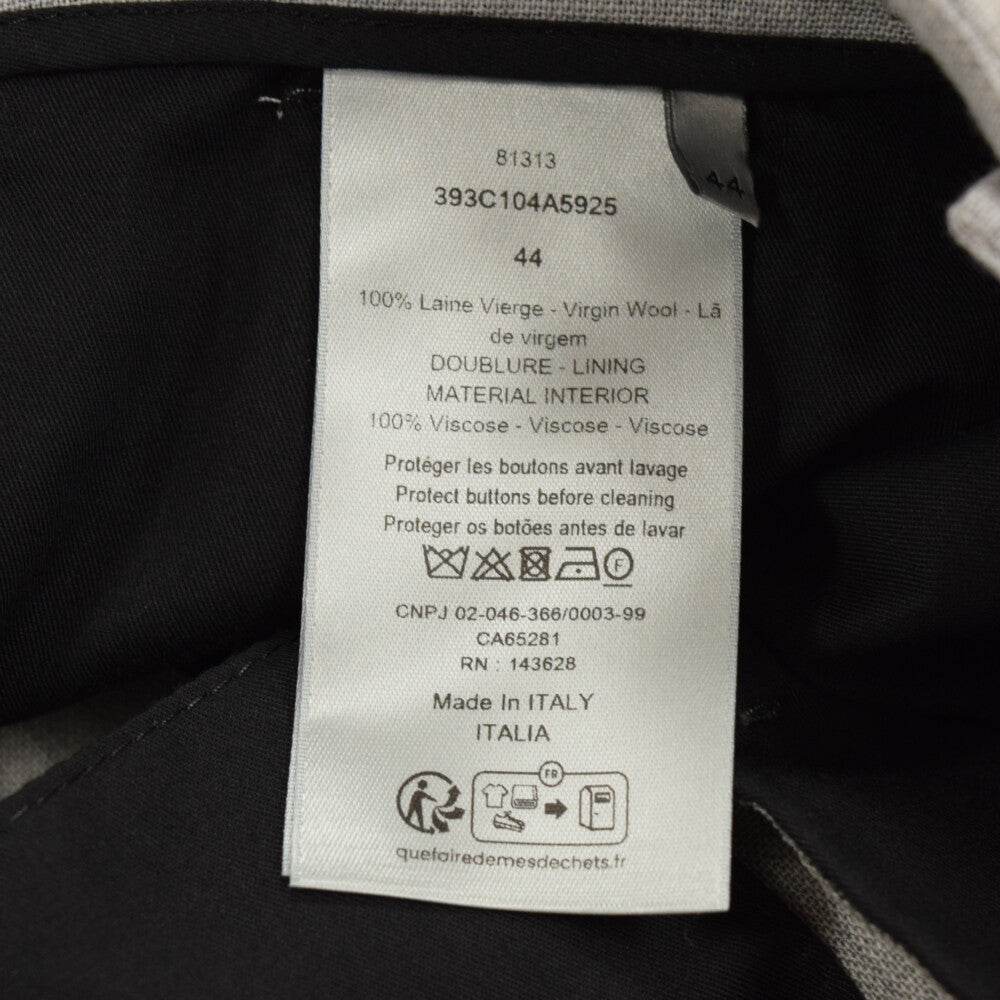 81313
44
393C104A5925
44
100% Laine Vierge - Virgin Wool - Lã
de virgem
DOUBLURE - LINING
MATERIAL INTERIOR
100% Viscose - Viscose - Viscose
Protéger les boutons avant lavage
Protect buttons before cleaning
Proteger os botões antes de lavar
F
CNPJ 02-046-366/0003-99
CA65281
RN : 143628
Made In ITALY
ITALIA
FR
quefairedemesdechets.fr